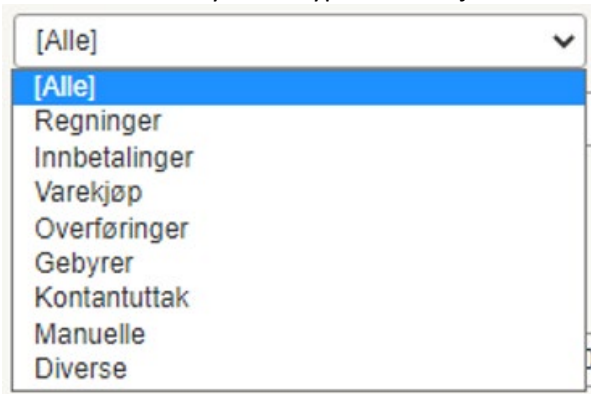 [Alle]
[Alle]
Regninger
Innbetalinger
Varekjøp
Overføringer
Gebyrer
Kontantuttak
Manuelle
Diverse